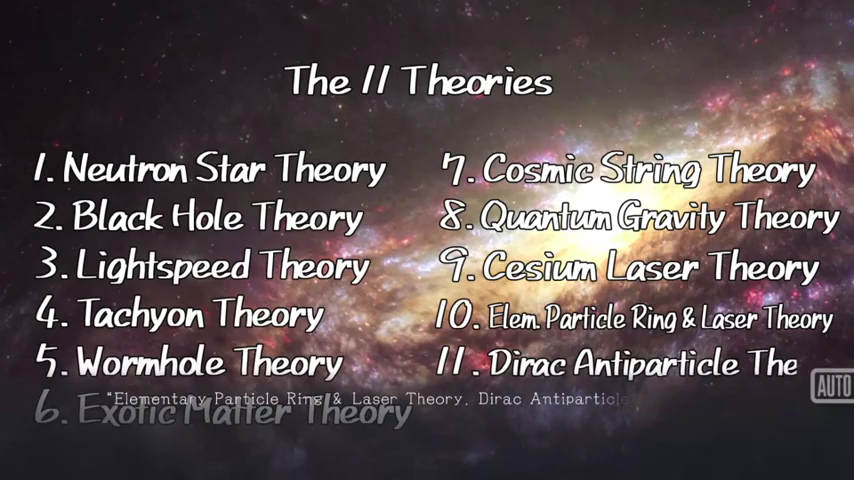 The 11 Theories
1. Neutron Star Theory
2. Black Hole Theory
3. Lightspeed Theory
4. Tachyon Theory
5. Wormhole Theory
6. Exotic Matter Theory
7. Cosmic String Theory
8. Quantum Gravity Theory
9. Cesium Laser Theory
10. Elem. Particle Ring & Laser Theory
11. Dirac Antiparticle The
“Elementary Particle Ring & Laser Theory, Dirac Antiparticle
AUTO